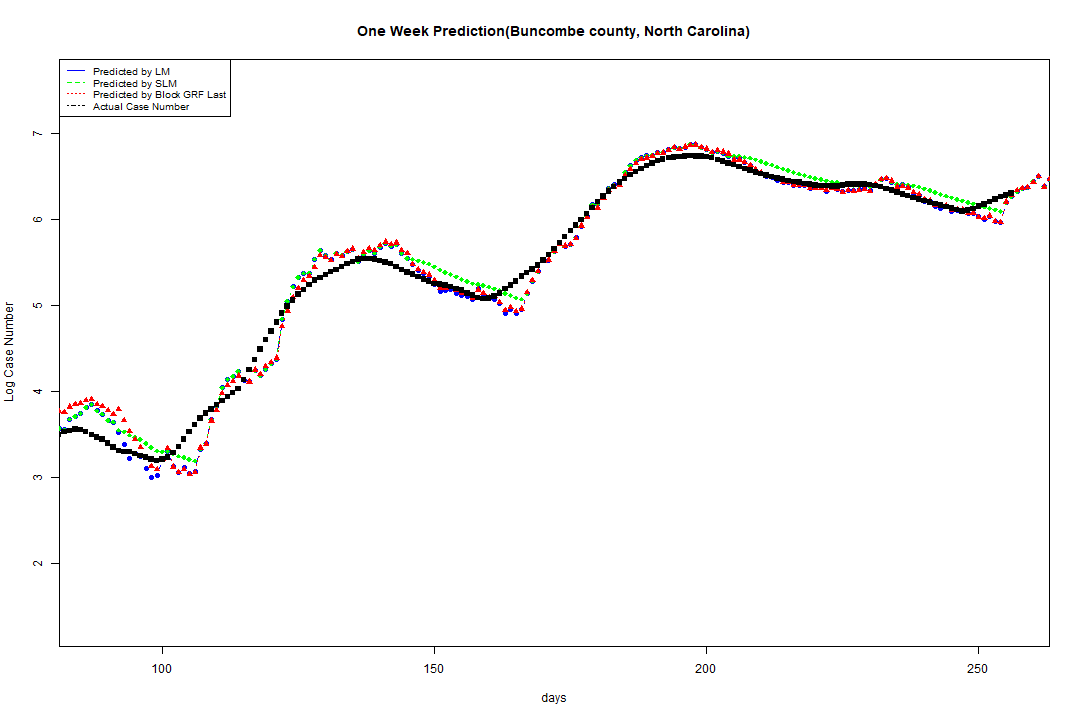 One Week Prediction(Buncombe county, North Carolina)
Predicted by LM
Predicted by SLM
Predicted by Block GRF Last
Actual Case Number
7
6
5
4
3
2
Log Case Number
100 150 200 250
days